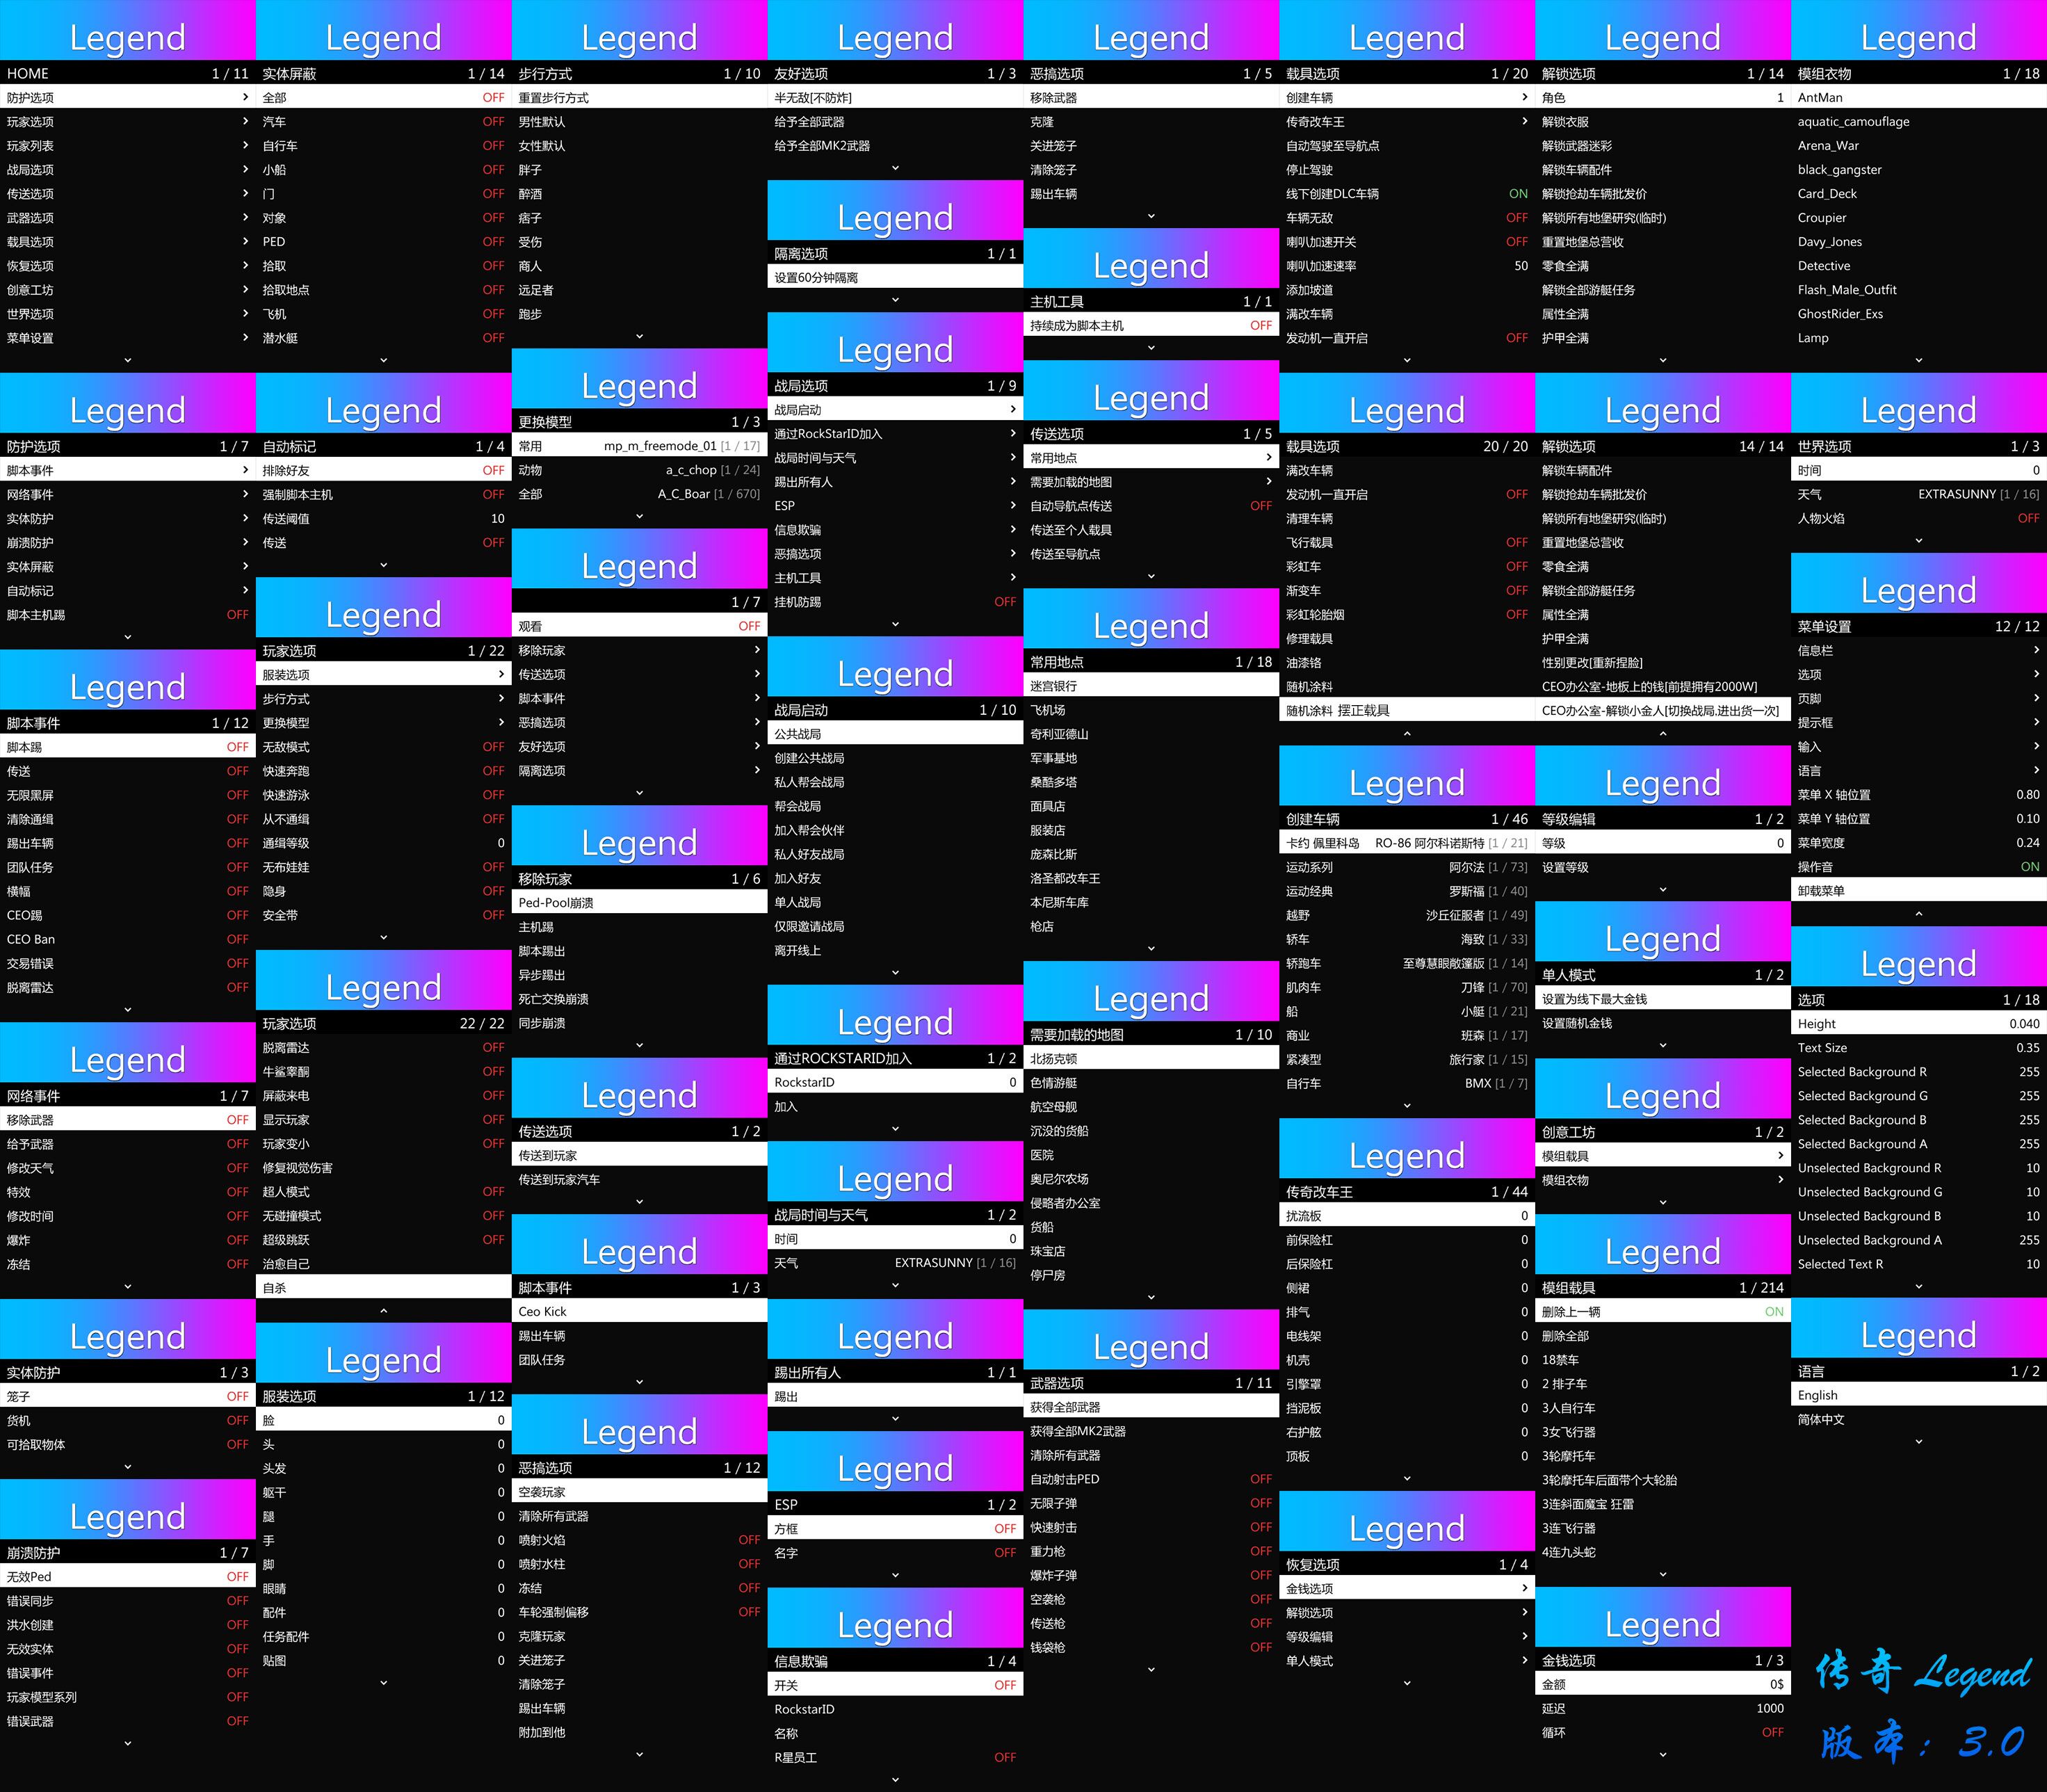 Legend
HOME 1 / 11
防护选项
玩家选项
玩家列表
战局选项
传送选项
武器选项
载具选项
恢复选项
创意工坊
世界选项
菜单设置
Legend
防护选项 1 / 7
脚本事件
网络事件
实体防护
崩溃防护
实体屏蔽
自动标记
脚本主机踢 OFF
Legend
脚本事件 1 / 12
脚本踢 OFF
传送 OFF
无限黑屏 OFF
清除通缉 OFF
踢出车辆 OFF
团队任务 OFF
横幅 OFF
CEO踢 OFF
CEO Ban OFF
交易错误 OFF
脱离雷达 OFF
Legend
网络事件 1 / 7
移除武器 OFF
给予武器 OFF
修改天气 OFF
特效 OFF
修改时间 OFF
爆炸 OFF
冻结 OFF
Legend
实体防护 1 / 3
笼子 OFF
货机 OFF
可拾取物体 OFF
Legend
崩溃防护 1 / 7
无效Ped OFF
错误同步 OFF
洪水创建 OFF
无效实体 OFF
错误事件 OFF
玩家模型系列 OFF
错误武器 OFF
Legend
实体屏蔽 1 / 14
全部 OFF
汽车 OFF
自行车 OFF
小船 OFF
门 OFF
对象 OFF
PED OFF
拾取 OFF
拾取地点 OFF
飞机 OFF
潜水艇 OFF
Legend
自动标记 1 / 4
排除好友 OFF
强制脚本主机 OFF
传送阈值 10
传送 OFF
Legend
玩家选项 1 / 22
服装选项
步行方式
更换模型
无敌模式 OFF
快速奔跑 OFF
快速游泳 OFF
从不通缉 OFF
通缉等级 0
无布娃娃 OFF
隐身 OFF
安全带 OFF
Legend
玩家选项 22 / 22
脱离雷达 OFF
牛鲨睾酮 OFF
屏蔽来电 OFF
显示玩家 OFF
玩家变小 OFF
修复视觉伤害
超人模式 OFF
无碰撞模式 OFF
超级跳跃 OFF
治愈自己
自杀
Legend
服装选项 1 / 12
脸 0
头 0
头发 0
躯干 0
腿 0
手 0
脚 0
眼睛 0
配件 0
任务配件 0
贴图 0
Legend
步行方式 1 / 10
重置步行方式
男性默认
女性默认
胖子
醉酒
痞子
受伤
商人
远足者
跑步
Legend
更换模型 1 / 3
常用 mp_m_freemode_01 [1 / 17]
动物 a_c_chop [1 / 24]
全部 A_C_Boar [1 / 670]
Legend
1 / 7
观看 OFF
移除玩家
传送选项
脚本事件
恶搞选项
友好选项
隔离选项
Legend
移除玩家 1 / 6
Ped-Pool崩溃
主机踢
脚本踢出
异步踢出
死亡交换崩溃
同步崩溃
Legend
传送选项 1 / 2
传送到玩家
传送到玩家汽车
Legend
脚本事件 1 / 3
Ceo Kick
踢出车辆
团队任务
Legend
恶搞选项 1 / 12
空袭玩家
清除所有武器
喷射火焰 OFF
喷射水柱 OFF
冻结 OFF
车轮强制偏移 OFF
克隆玩家
关进笼子
清除笼子
踢出车辆
附加到他
Legend
友好选项 1 / 3
半无敌[不防炸]
给予全部武器
给予全部MK2武器
Legend
隔离选项 1 / 1
设置60分钟隔离
Legend
战局选项 1 / 9
战局启动
通过RockStarID加入
战局时间与天气
踢出所有人
ESP
信息欺骗
恶搞选项
主机工具
挂机防踢 OFF
Legend
战局启动 1 / 10
公共战局
创建公共战局
私人帮会战局
帮会战局
加入帮会伙伴
私人好友战局
加入好友
单人战局
仅限邀请战局
离开线上
Legend
通过ROCKSTARID加入 1 / 2
RockstarID 0
加入
Legend
战局时间与天气 1 / 2
时间 0
天气 EXTRASUNNY [1 / 16]
Legend
踢出所有人 1 / 1
踢出
Legend
ESP 1 / 2
方框 OFF
名字 OFF
Legend
信息欺骗 1 / 4
开关 OFF
RockstarID
名称
R星员工 OFF
Legend
恶搞选项 1 / 5
移除武器
克隆
关进笼子
清除笼子
踢出车辆
Legend
主机工具 1 / 1
持续成为脚本主机 OFF
Legend
传送选项 1 / 5
常用地点
需要加载的地图
自动导航点传送 OFF
传送至个人载具
传送至导航点
Legend
常用地点 1 / 18
迷宫银行
飞机场
奇利亚德山
军事基地
桑酷多塔
面具店
服装店
庞森比斯
洛圣都改车王
本尼斯车库
枪店
Legend
需要加载的地图 1 / 10
北扬克顿
色情游艇
航空母舰
沉没的货船
医院
奥尼尔农场
侵略者办公室
货船
珠宝店
停尸房
Legend
武器选项 1 / 11
获得全部武器
获得全部MK2武器
清除所有武器
自动射击PED OFF
无限子弹 OFF
快速射击 OFF
重力枪 OFF
爆炸子弹 OFF
空袭枪 OFF
传送枪 OFF
钱袋枪 OFF
Legend
载具选项 1 / 20
创建车辆
传奇改车王
自动驾驶至导航点
停止驾驶
线下创建DLC车辆 ON
车辆无敌 OFF
喇叭加速开关 OFF
喇叭加速速率 50
添加坡道
满改车辆
发动机一直开启 OFF
Legend
载具选项 20 / 20
满改车辆
发动机一直开启 OFF
清理车辆
飞行载具 OFF
彩虹车 OFF
渐变车 OFF
彩虹轮胎烟 OFF
修理载具
油漆铬
随机涂料
随机涂料 摆正载具
Legend
创建车辆 1 / 46
卡约 佩里科岛 RO-86 阿尔科诺斯特 [1 / 21]
运动系列 阿尔法 [1 / 73]
运动经典 罗斯福 [1 / 40]
越野 沙丘征服者 [1 / 49]
轿车 海致 [1 / 33]
轿跑车 至尊慧眼敞篷版 [1 / 14]
肌肉车 刀锋 [1 / 70]
船 小艇 [1 / 21]
商业 班森 [1 / 17]
紧凑型 旅行家 [1 / 15]
自行车 BMX [1 / 7]
Legend
传奇改车王 1 / 44
扰流板 0
前保险杠 0
后保险杠 0
侧裙 0
排气 0
电线架 0
机壳 0
引擎罩 0
挡泥板 0
右护舷 0
顶板 0
Legend
恢复选项 1 / 4
金钱选项
解锁选项
等级编辑
单人模式
Legend
解锁选项 1 / 14
角色 1
解锁衣服
解锁武器迷彩
解锁车辆配件
解锁抢劫车辆批发价
解锁所有地堡研究(临时)
重置地堡总营收
零食全满
解锁全部游艇任务
属性全满
护甲全满
Legend
解锁选项 14 / 14
解锁车辆配件
解锁抢劫车辆批发价
解锁所有地堡研究(临时)
重置地堡总营收
零食全满
解锁全部游艇任务
属性全满
护甲全满
性别更改[重新捏脸]
CEO办公室-地板上的钱[前提拥有2000W]
CEO办公室-解锁小金人[切换战局,进出货一次]
Legend
等级编辑 1 / 2
等级 0
设置等级
Legend
单人模式 1 / 2
设置为线下最大金钱
设置随机金钱
Legend
创意工坊 1 / 2
模组载具
模组衣物
Legend
模组载具 1 / 214
删除上一辆 ON
删除全部
18禁车
2 排子车
3人自行车
3女飞行器
3轮摩托车
3轮摩托车后面带个大轮胎
3连斜面魔宝 狂雷
3连飞行器
4连九头蛇
Legend
金钱选项 1 / 3
金额 0$
延迟 1000
循环 OFF
Legend
模组衣物 1 / 18
AntMan
aquatic_camouflage
Arena_War
black_gangster
Card_Deck
Croupier
Davy_Jones
Detective
Flash_Male_Outfit
GhostRider_Exs
Lamp
Legend
世界选项 1 / 3
时间 0
天气 EXTRASUNNY [1 / 16]
人物火焰 OFF
Legend
菜单设置 12 / 12
信息栏
选项
页脚
提示框
输入
语言
菜单 X 轴位置 0.80
菜单 Y 轴位置 0.10
菜单宽度 0.24
操作音 ON
卸载菜单
Legend
选项 1 / 18
Height 0.040
Text Size 0.35
Selected Background R 255
Selected Background G 255
Selected Background B 255
Selected Background A 255
Unselected Background R 10
Unselected Background G 10
Unselected Background B 10
Unselected Background A 255
Selected Text R 10
Legend
语言 1 / 2
English
简体中文
传奇 Legend
版本：3.0